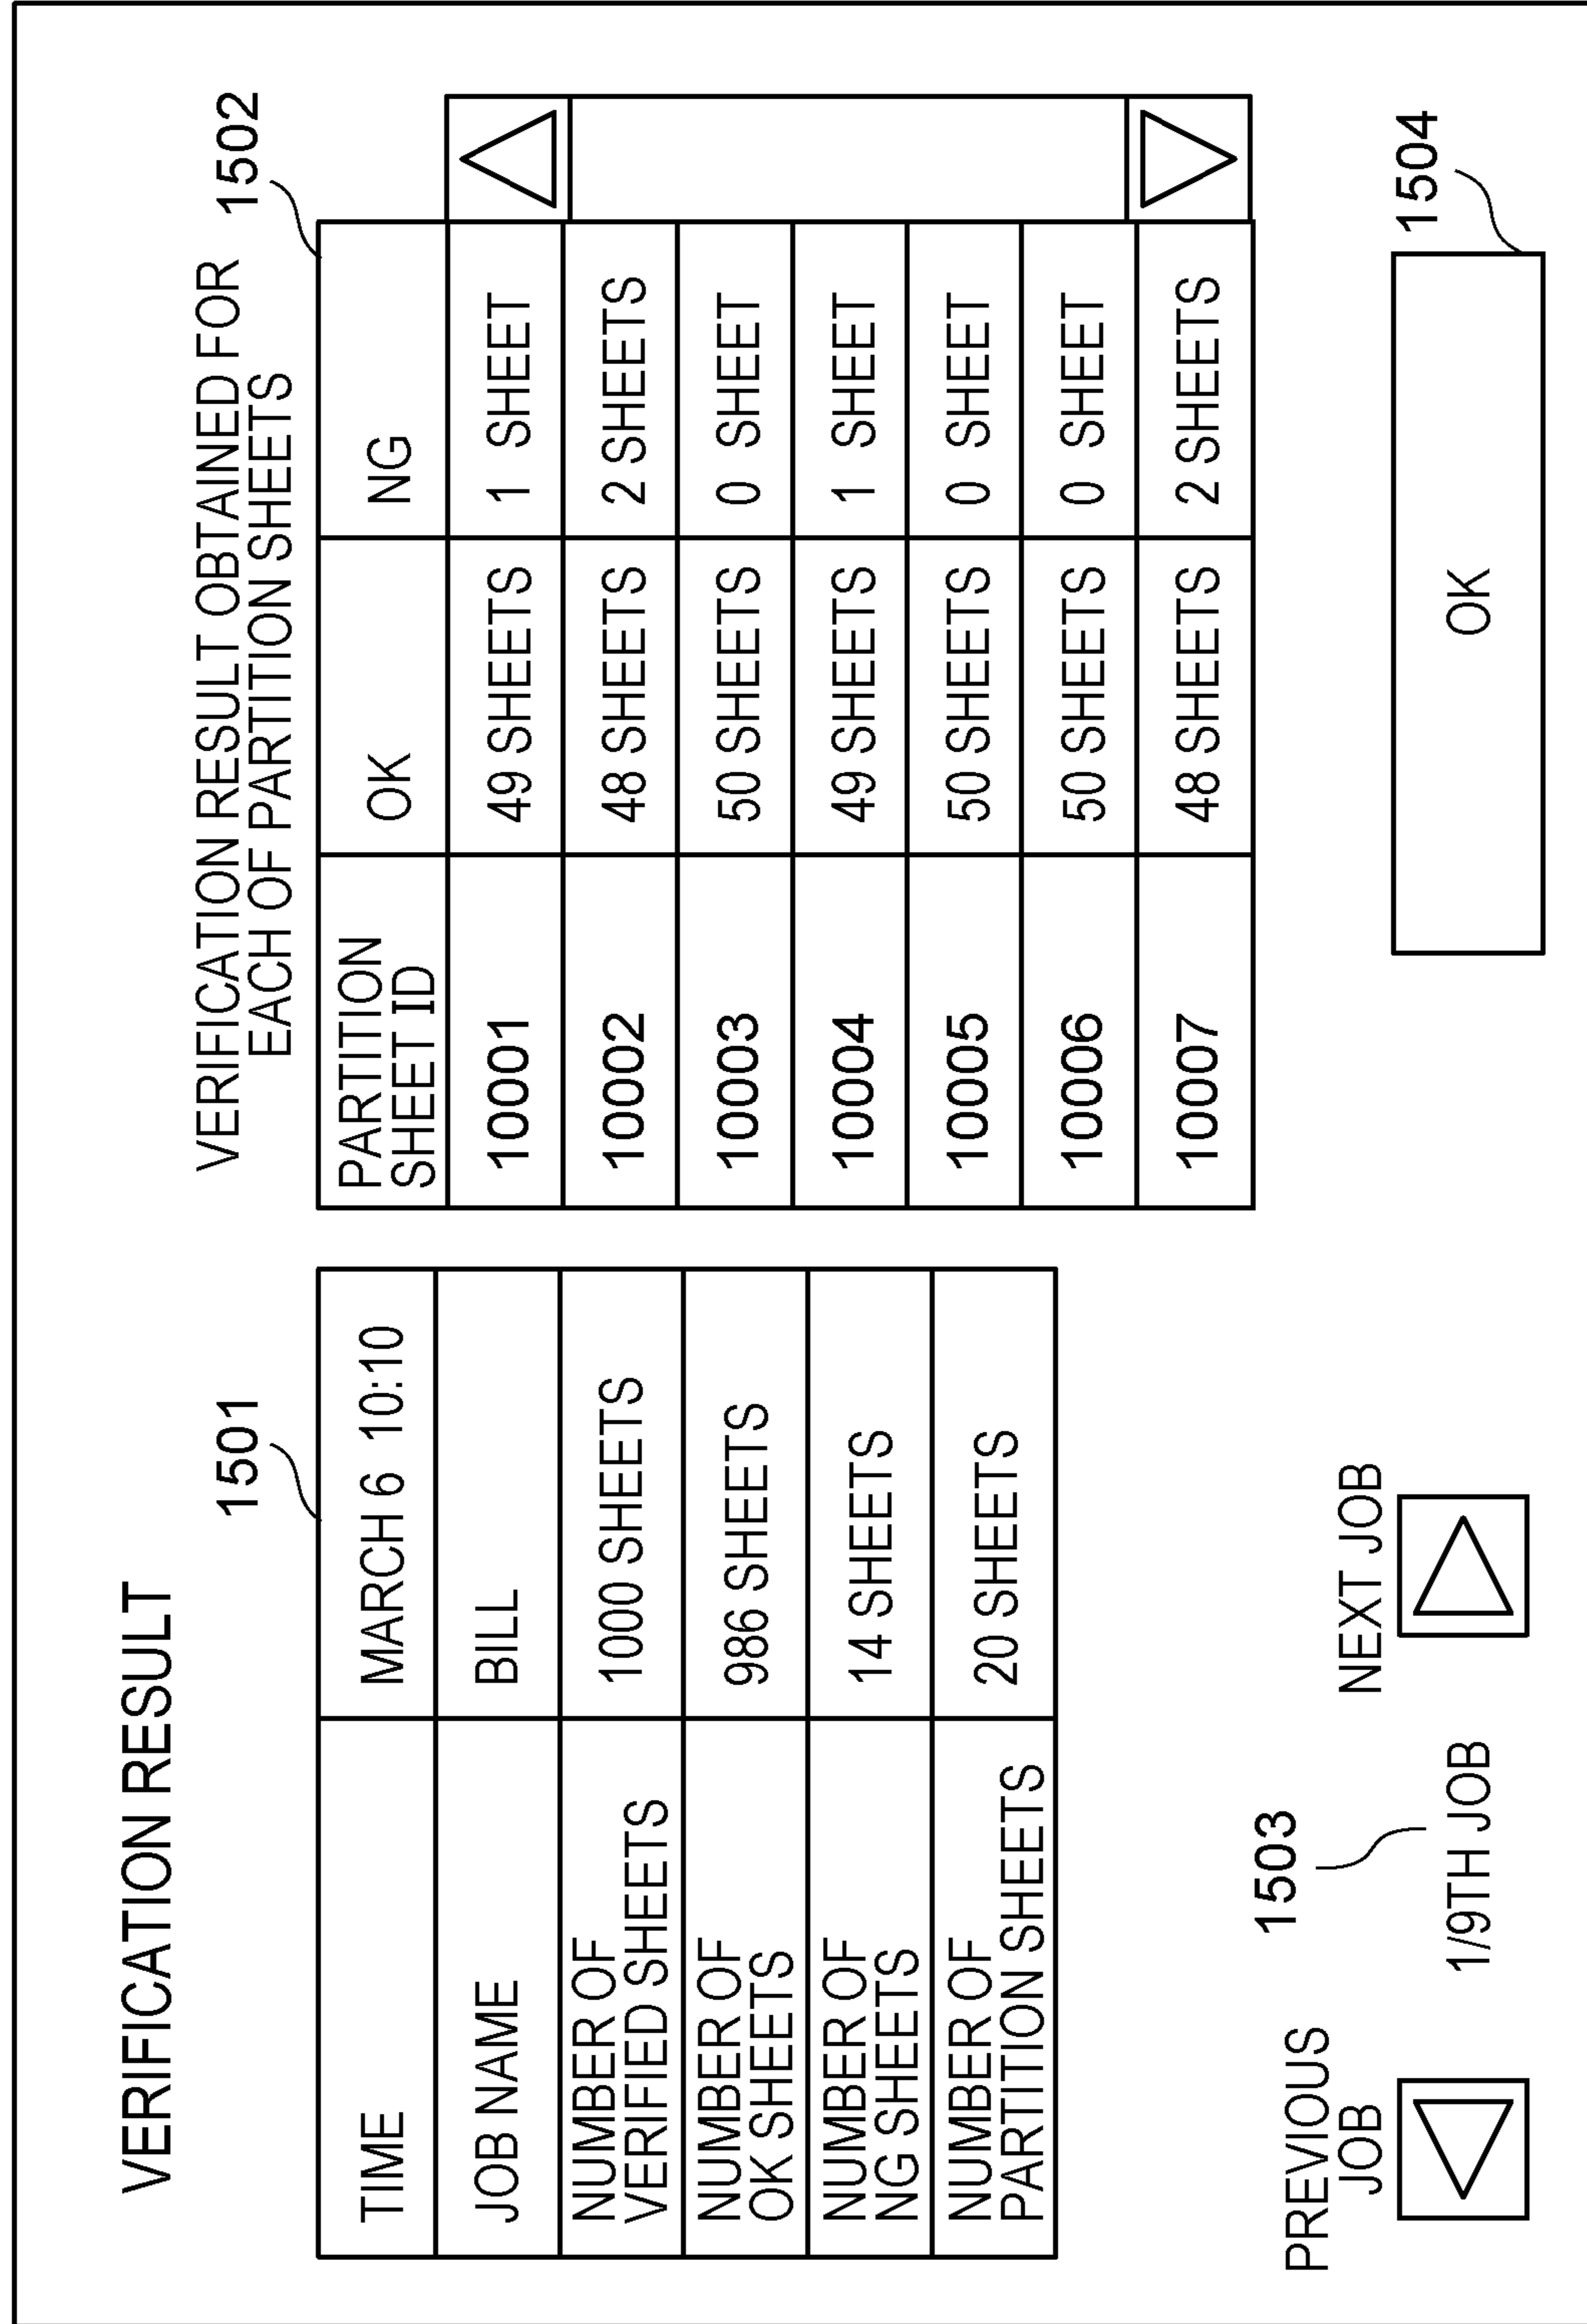 VERIFICATION RESULT
1501
TIME
MARCH 6 10:10
JOB NAME
BILL
NUMBER OF
VERIFIED SHEETS
1000 SHEETS
NUMBER OF
OK SHEETS
986 SHEETS
NUMBER OF
NG SHEETS
14 SHEETS
NUMBER OF
PARTITION SHEETS
20 SHEETS
VERIFICATION RESULT OBTAINED FOR
EACH OF PARTITION SHEETS
1502
PARTITION
SHEET ID
OK
NG
10001
49 SHEETS
1 SHEET
10002
48 SHEETS
2 SHEETS
10003
50 SHEETS
0 SHEET
10004
49 SHEETS
1 SHEET
10005
50 SHEETS
0 SHEET
10006
50 SHEETS
0 SHEET
10007
48 SHEETS
2 SHEETS
PREVIOUS
JOB
1503
1/9TH JOB
NEXT JOB
OK
1504